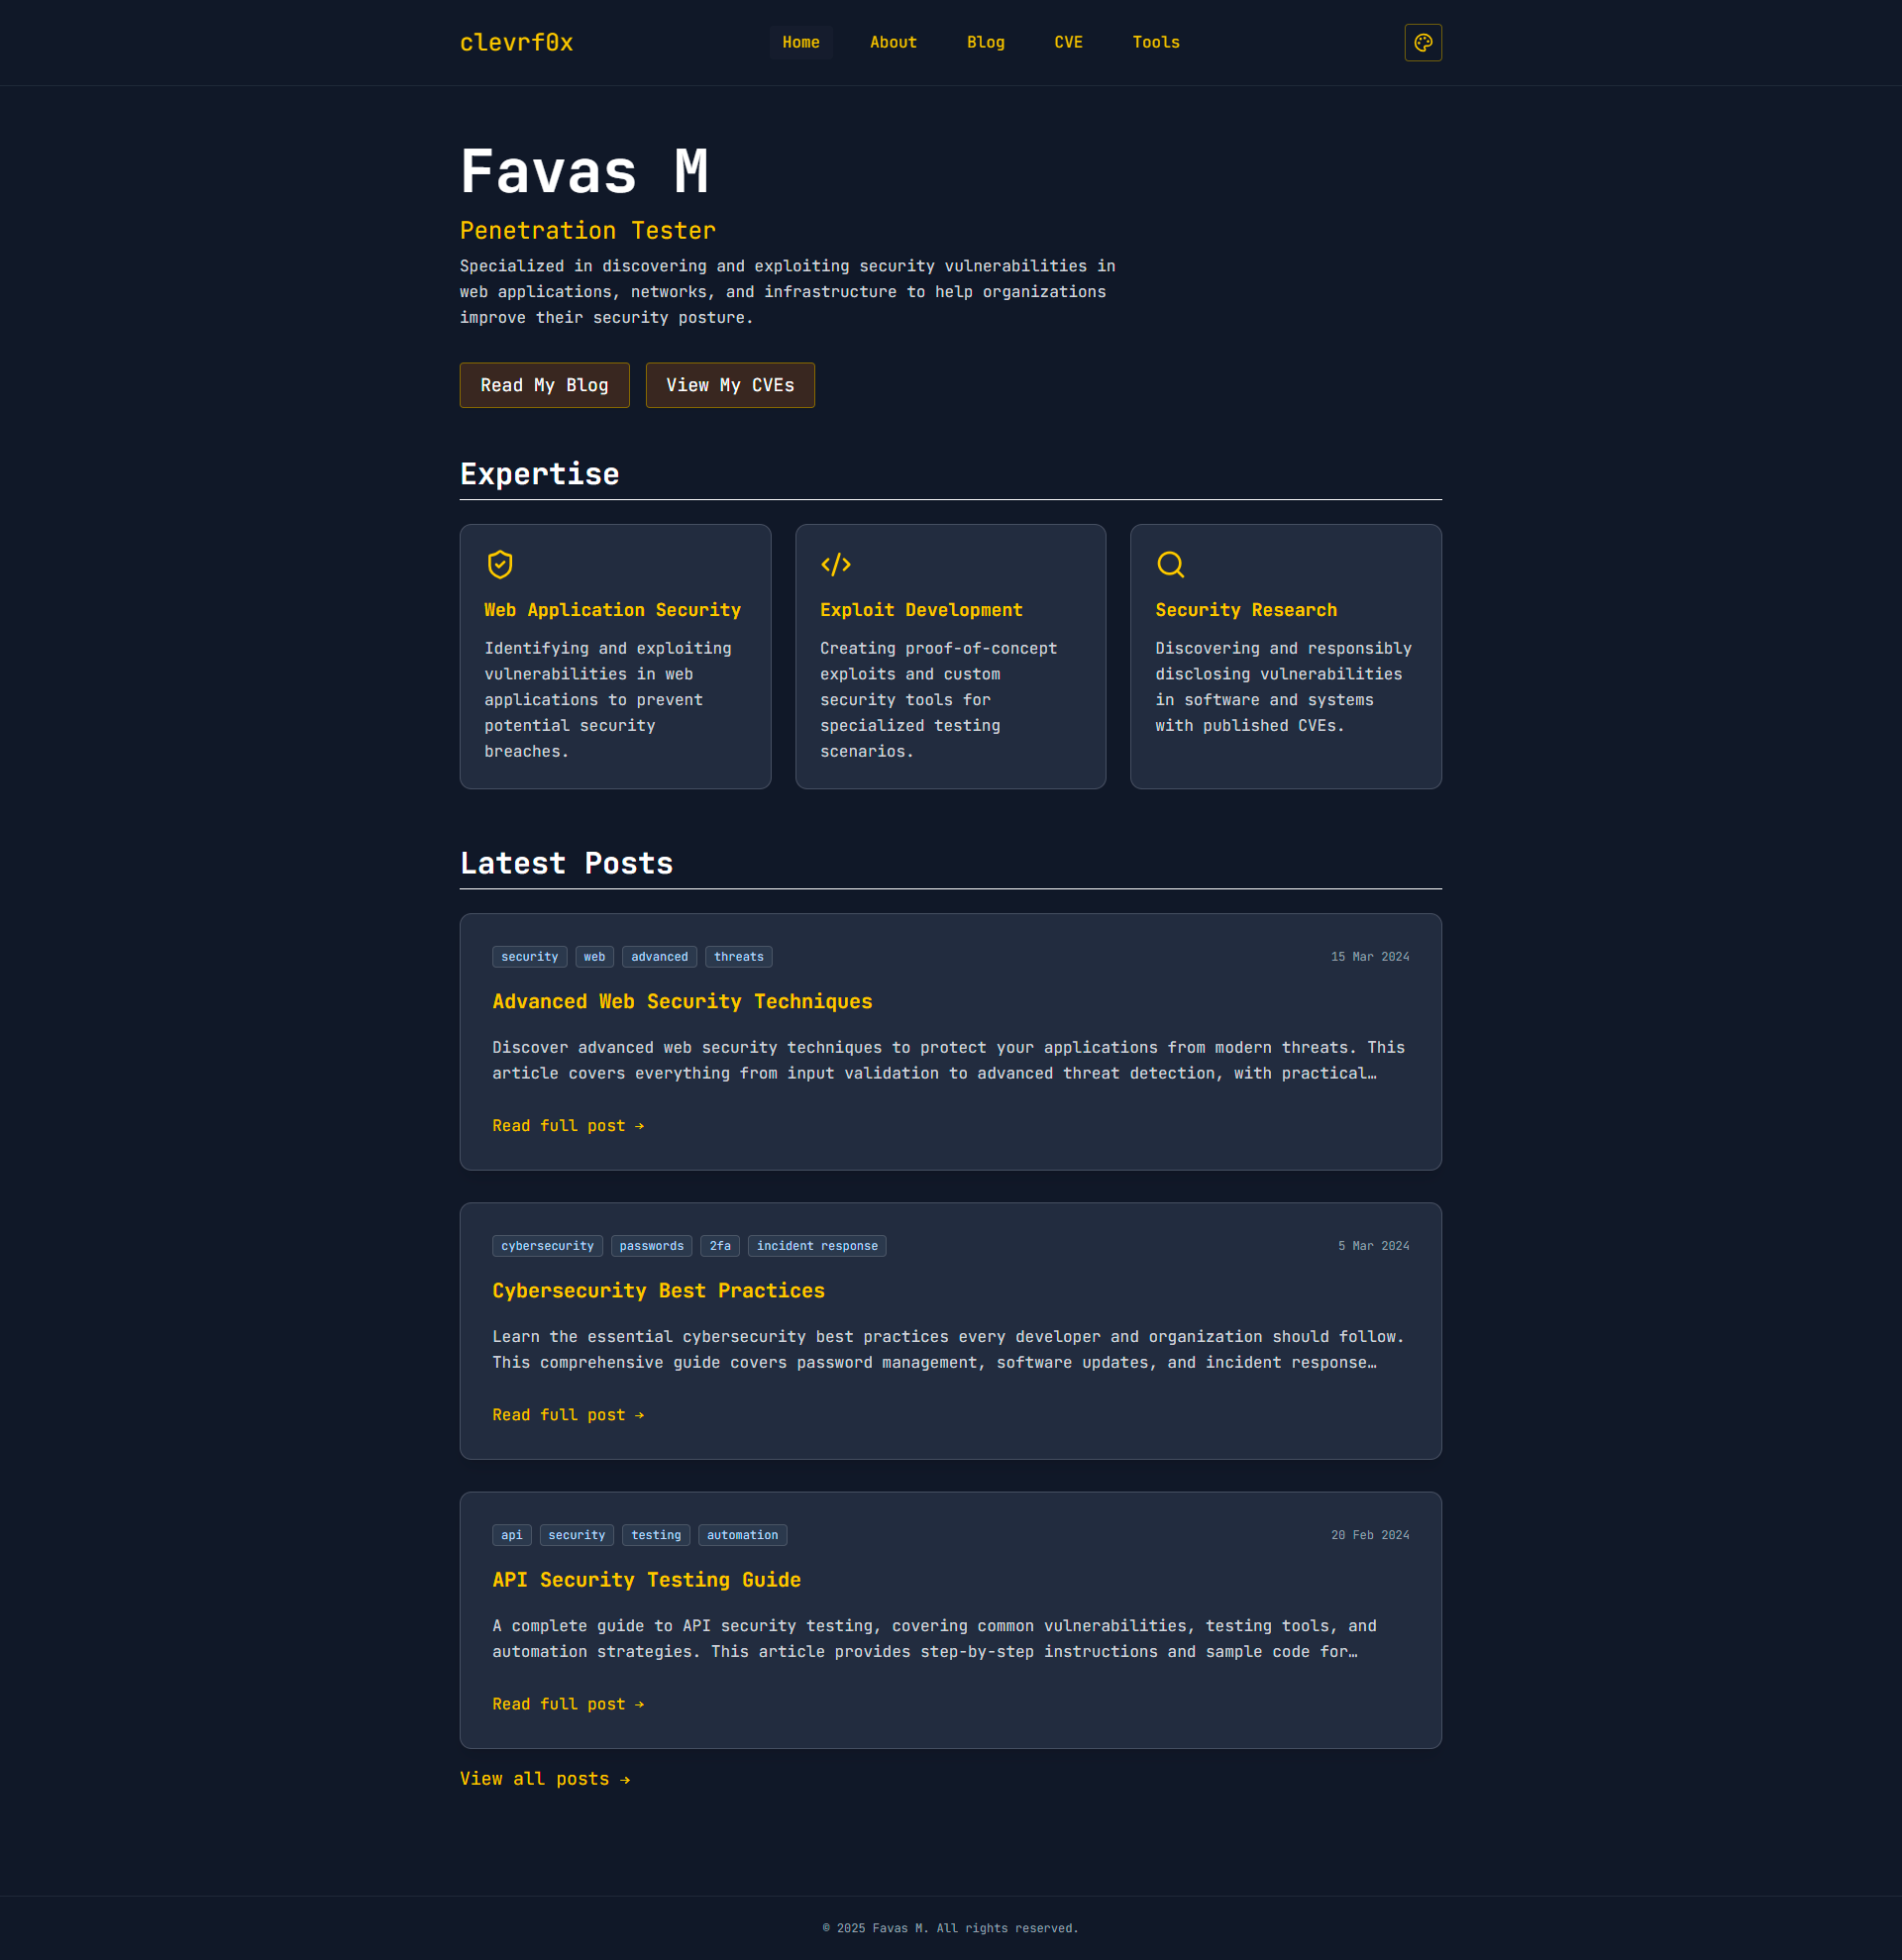 clevrf0x
Home About Blog CVE Tools
Favas M
Penetration Tester
Specialized in discovering and exploiting security vulnerabilities in
web applications, networks, and infrastructure to help organizations
improve their security posture.
Read My Blog View My CVEs
Expertise
Web Application Security
Identifying and exploiting
vulnerabilities in web
applications to prevent
potential security
breaches.
Exploit Development
Creating proof-of-concept
exploits and custom
security tools for
specialized testing
scenarios.
Security Research
Discovering and responsibly
disclosing vulnerabilities
in software and systems
with published CVEs.
Latest Posts
security web advanced threats 15 Mar 2024
Advanced Web Security Techniques
Discover advanced web security techniques to protect your applications from modern threats. This
article covers everything from input validation to advanced threat detection, with practical…
Read full post →
cybersecurity passwords 2fa incident response 5 Mar 2024
Cybersecurity Best Practices
Learn the essential cybersecurity best practices every developer and organization should follow.
This comprehensive guide covers password management, software updates, and incident response…
Read full post →
api security testing automation 20 Feb 2024
API Security Testing Guide
A complete guide to API security testing, covering common vulnerabilities, testing tools, and
automation strategies. This article provides step-by-step instructions and sample code for…
Read full post →
View all posts →
© 2025 Favas M. All rights reserved.